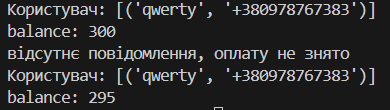 Користувач: [('qwerty', '+380978767383')]
balance: 300
відсутнє повідомлення, оплату не знято
Користувач: [('qwerty', '+380978767383')]
balance: 295